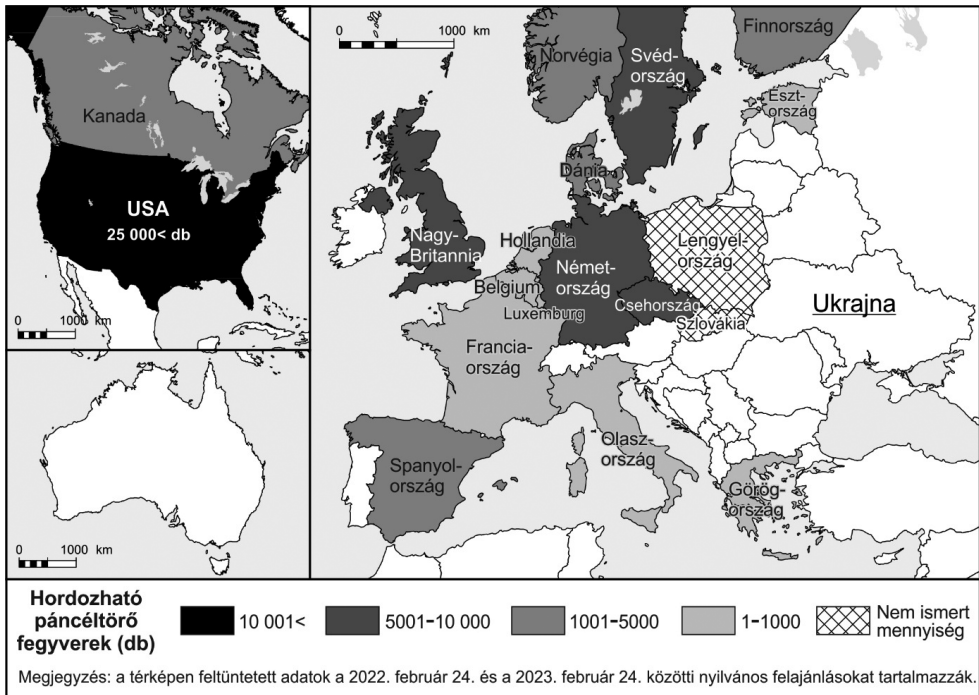 Kanada
USA
25 000< db
0 1000 km
0 1000 km
0 1000 km
Norvégia
Svéd-
ország
Finnország
Észt-
ország
Dánia
Nagy-
Britannia
Hollandia
Belgium
Luxemburg
Német-
ország
Lengyel-
ország
Csehország
Szlovákia
Ukrajna
Francia-
ország
Spanyol-
ország
Olasz-
ország
Görög-
ország
Hordozható
páncéltörő
fegyverek (db)
10 001<
5001-10 000
1001-5000
1-1000
Nem ismert
mennyiség
Megjegyzés: a térképen feltüntetett adatok a 2022. február 24. és a 2023. február 24. közötti nyilvános felajánlásokat tartalmazzák.